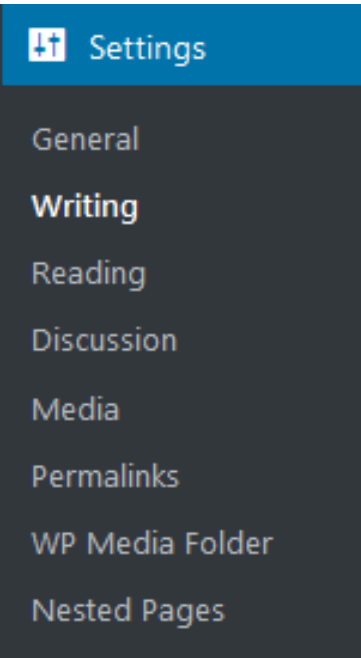 Settings
General
Writing
Reading
Discussion
Media
Permalinks
WP Media Folder
Nested Pages